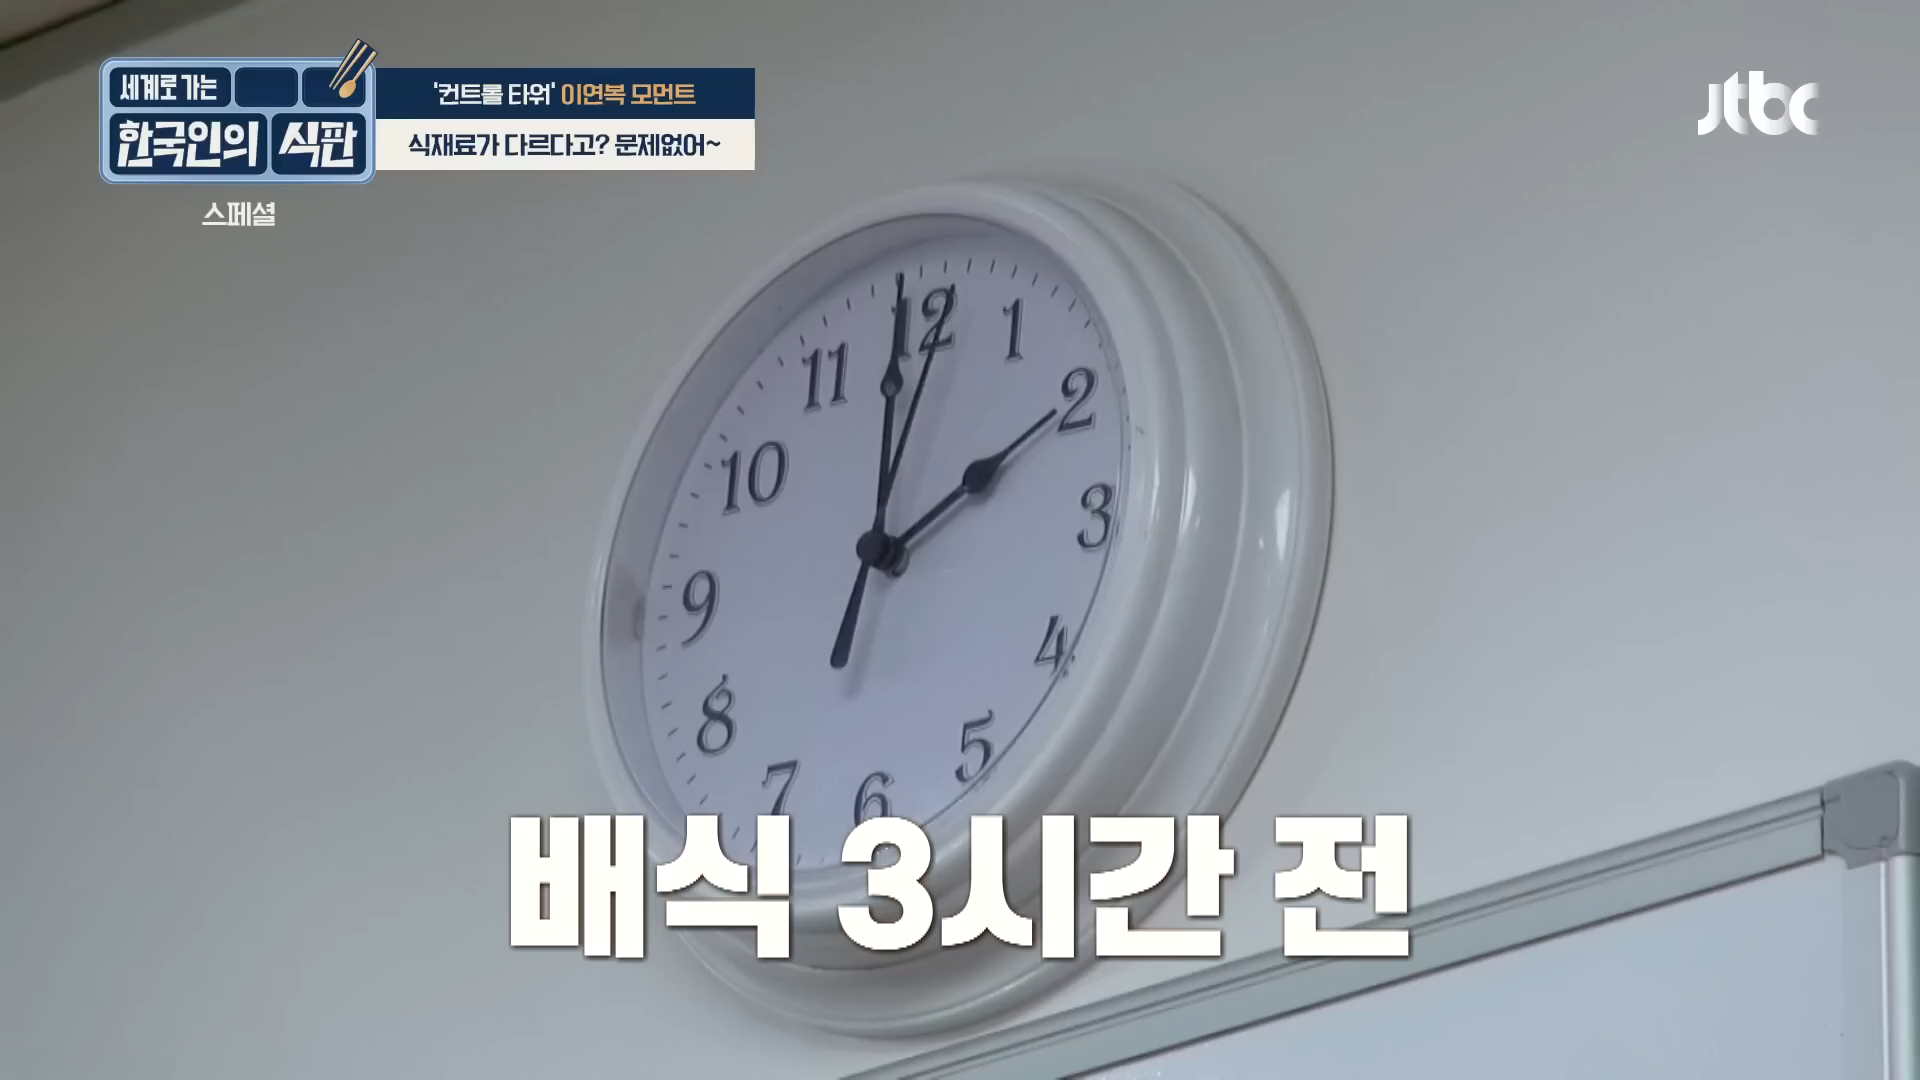 세계로 가는
한국인의 식판
스페셜
'컨트롤 타워' 이연복 모먼트
식재료가 다르다고? 문제없어~
jtbc
12
1
2
3
4
5
6
7
8
9
10
11
배식 3시간 전